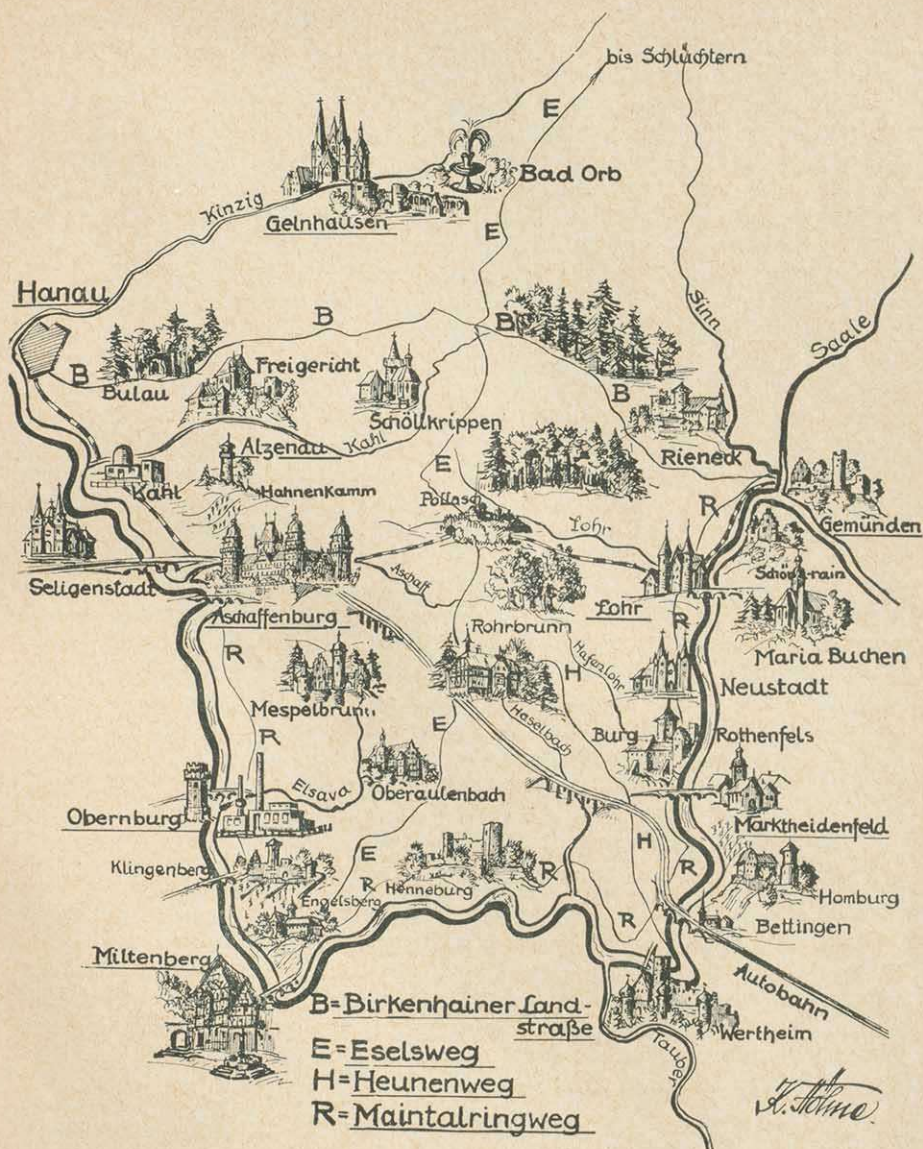 bis Schlüchtern
E
Bad Orb
Kinzig
Gelnhausen
E
Hanau
Sinn
Saale
B
B
B
Bulau
Freigericht
Schöllkrippen
B
Alzenau
Kahl
Rieneck
Kahl
Hahnenkamm
E
R
Gemünden
Lohr
Seligenstadt
Aschaff
Aschaffenburg
Rohrbrunn
Lohr
Maria Buchen
R
R
Mespelbrunn
H
Hafenlohr
Neustadt
R
E
Haselbach
Burg
Rothenfels
Elsava
Oberaulenbach
Obernburg
Marktheidenfeld
Klingenberg
E
H
R
R
Henneburg
R
Engelsberg
Homburg
R
Bettingen
Miltenberg
Autobahn
Wertheim
Tauber
B=Birkenhainer Land-
straße
E=Eselsweg
H=Heunenweg
R=Maintalringweg